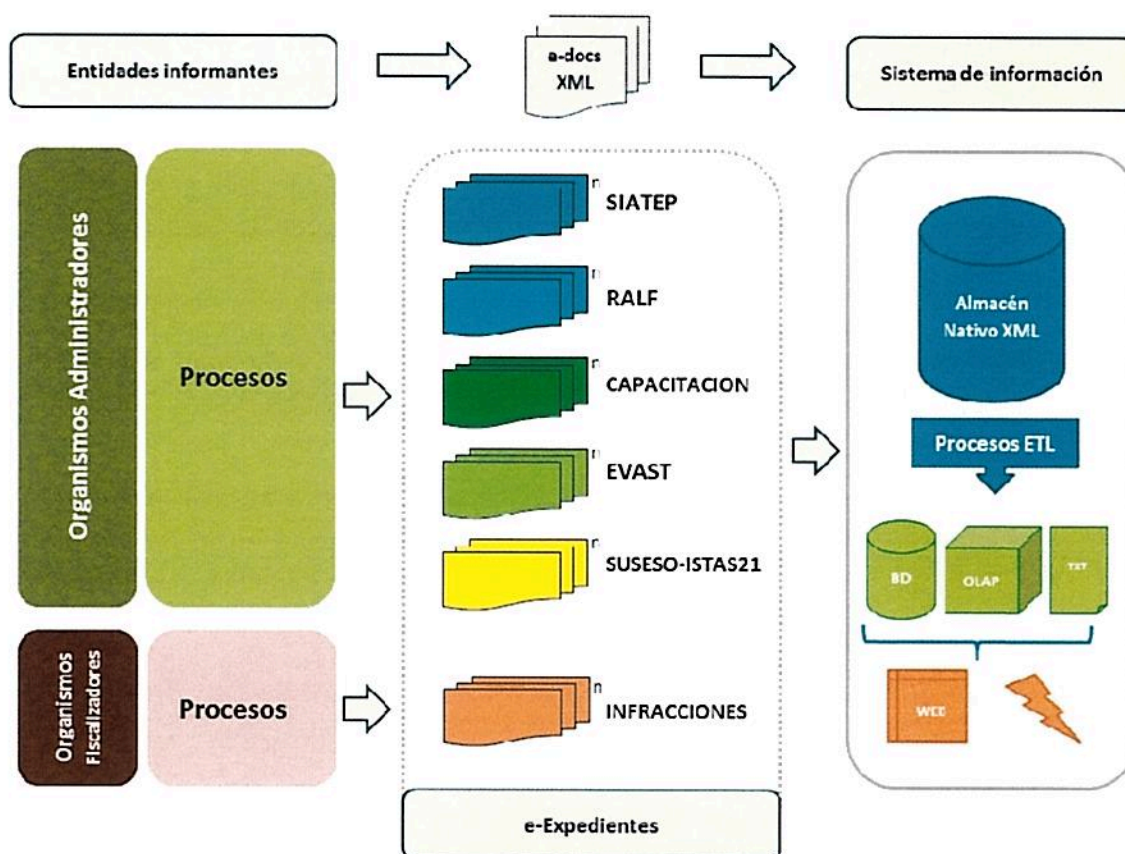 Entidades informantes
e-docs
XML
Sistema de información
Organismos Administradores
Procesos
n
SIATEP
n
RALF
n
CAPACITACION
n
EVAST
n
SUSESO-ISTAS21
Organismos
Fiscalizadores
Procesos
n
INFRACCIONES
e-Expedientes
Almacén
Nativo XML
Procesos ETL
BD
OLAP
TXT
WEB